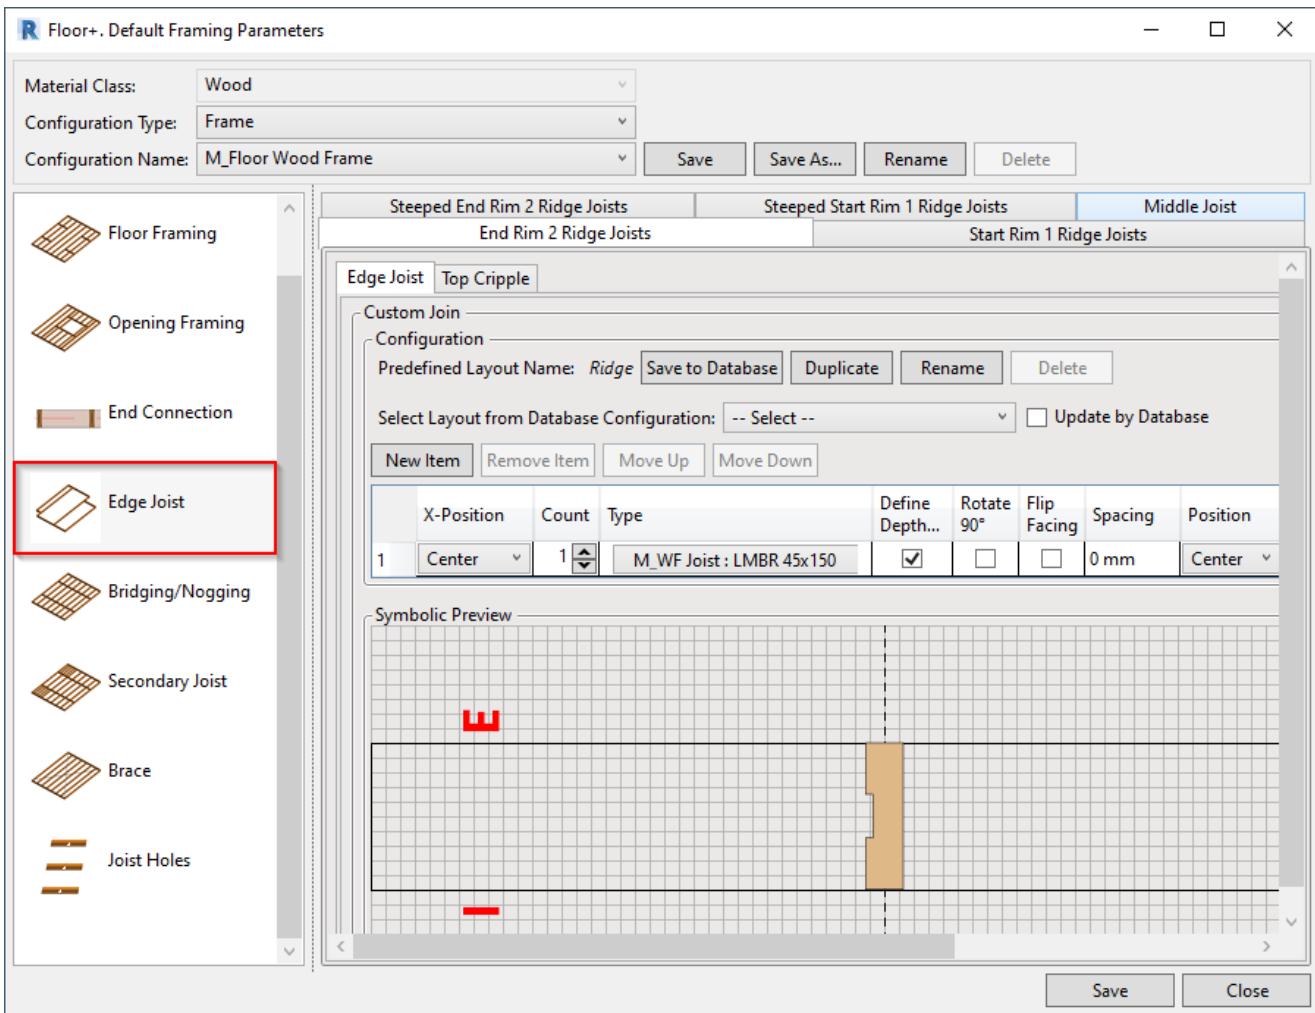 Floor+. Default Framing Parameters
Material Class: Wood
Configuration Type: Frame
Configuration Name: M_Floor Wood Frame Save Save As... Rename Delete
Floor Framing
Opening Framing
End Connection
Edge Joist
Bridging/Nogging
Secondary Joist
Brace
Joist Holes
Steeped End Rim 2 Ridge Joists Steeped Start Rim 1 Ridge Joists Middle Joist
End Rim 2 Ridge Joists Start Rim 1 Ridge Joists
Edge Joist Top Cripple
Custom Join
Configuration
Predefined Layout Name: Ridge Save to Database Duplicate Rename Delete
Select Layout from Database Configuration: -- Select -- Update by Database
New Item Remove Item Move Up Move Down
X-Position Count Type Define Depth... Rotate 90° Flip Facing Spacing Position
1 Center 1 M_WF Joist : LMBR 45x150 0 mm Center
Symbolic Preview
E
I
Save Close